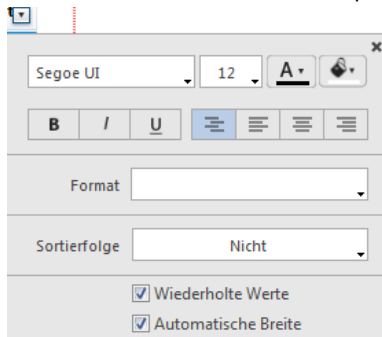 Segoe UI 12 A
B I U
Format
Sortierfolge Nicht
Wiederholte Werte
Automatische Breite